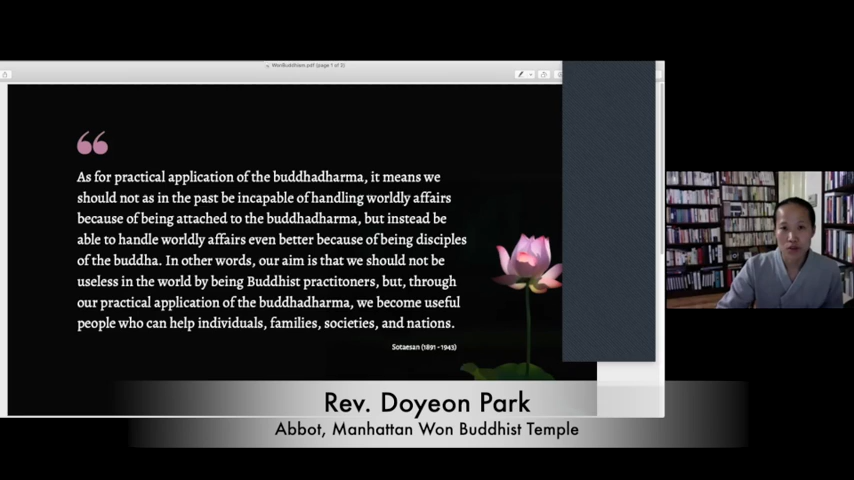 WonBuddhism.pdf (page 1 of 2)
As for practical application of the buddhadharma, it means we
should not as in the past be incapable of handling worldly affairs
because of being attached to the buddhadharma, but instead be
able to handle worldly affairs even better because of being disciples
of the buddha. In other words, our aim is that we should not be
useless in the world by being Buddhist practitoners, but, through
our practical application of the buddhadharma, we become useful
people who can help individuals, families, societies, and nations.
Sotaesan (1891 - 1943)
Rev. Doyeon Park
Abbot, Manhattan Won Buddhist Temple